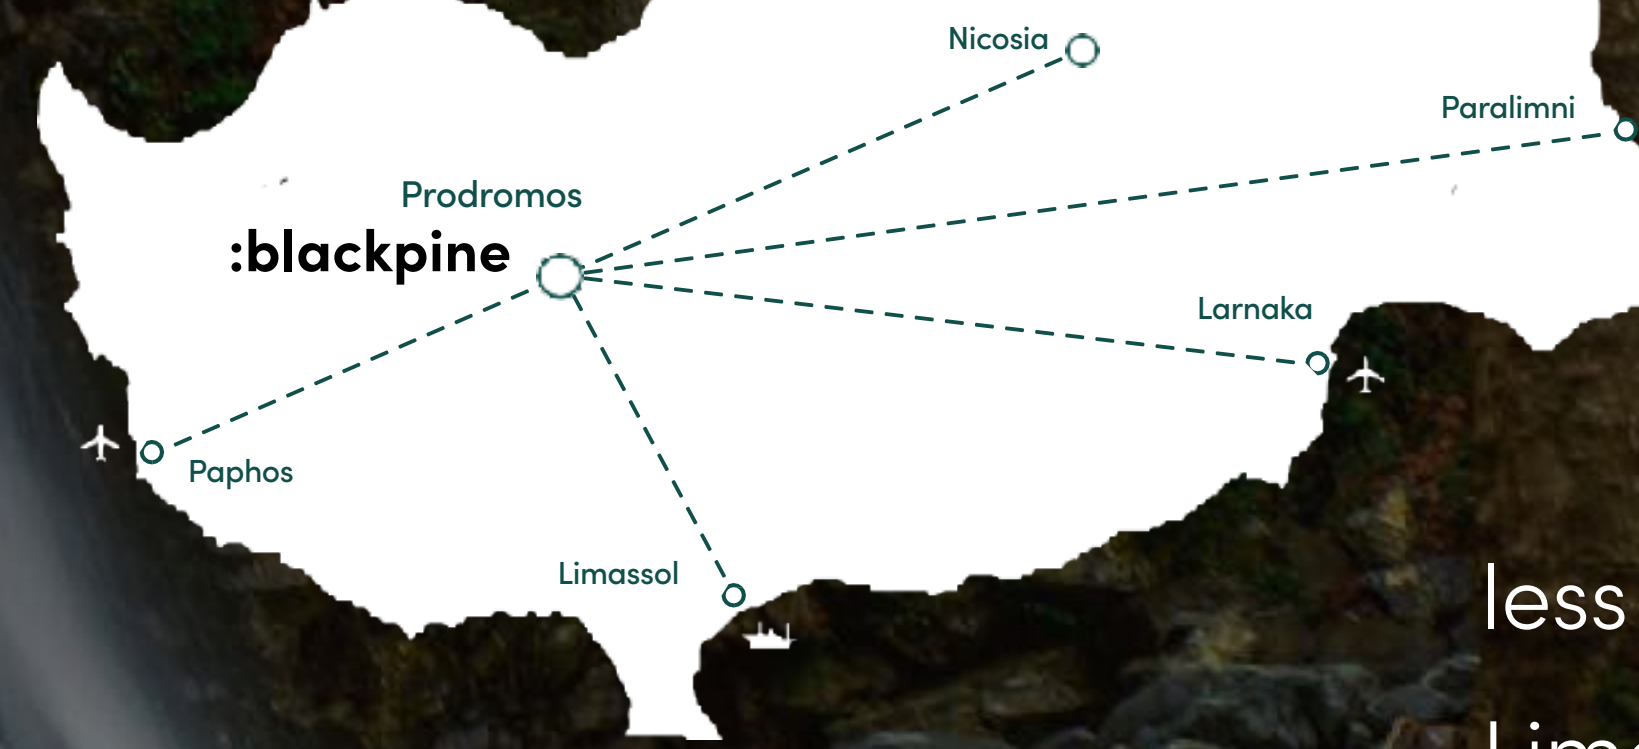 Nicosia
Paralimni
Prodromos
:blackpine
Larnaka
Paphos
Limassol
less